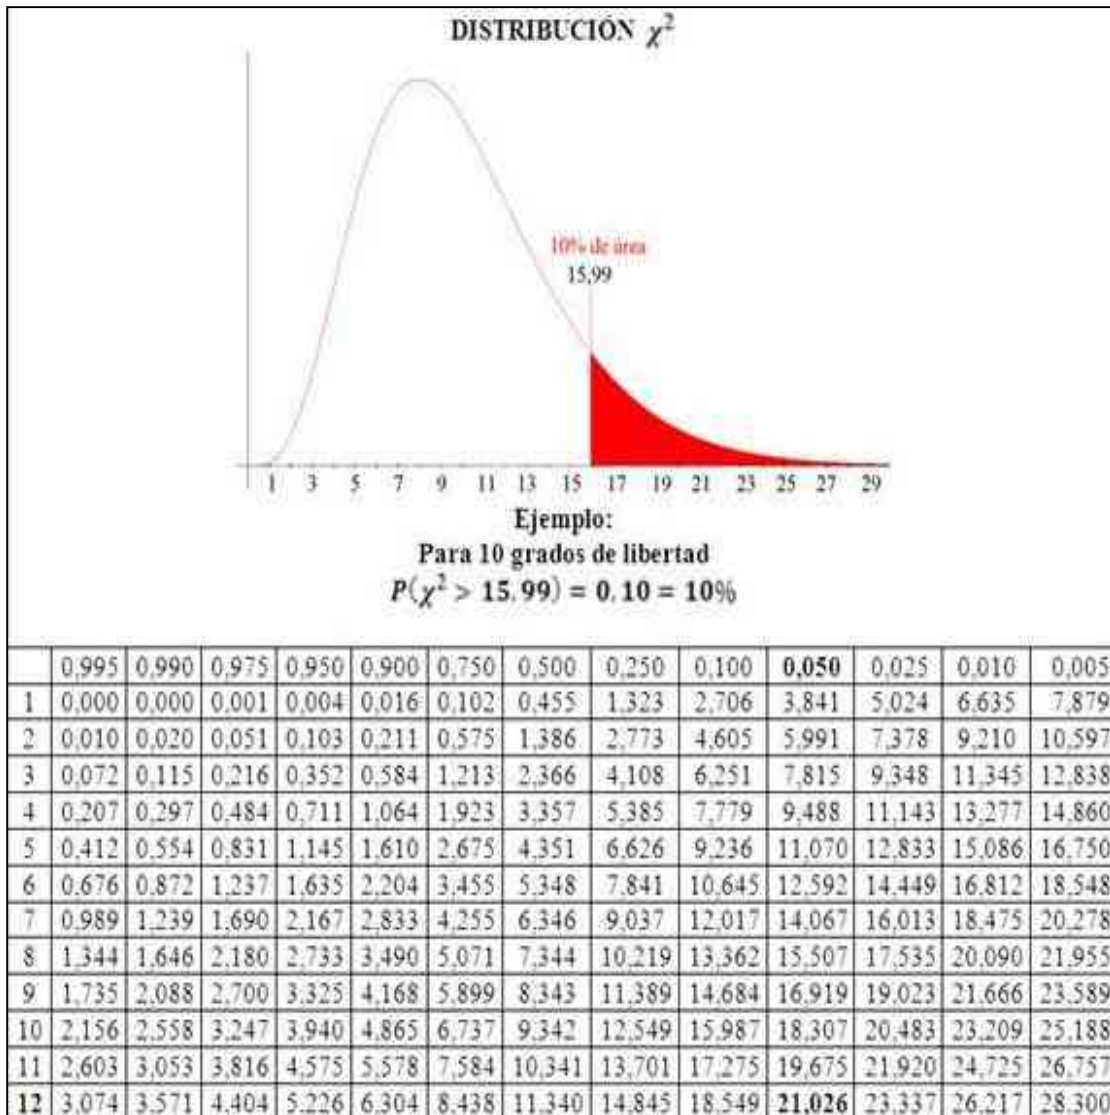 DISTRIBUCIÓN χ²
10% de área
15,99
1 3 5 7 9 11 13 15 17 19 21 23 25 27 29
Ejemplo:
Para 10 grados de libertad
P(χ² > 15.99) = 0.10 = 10%
0,995 0,990 0,975 0,950 0,900 0,750 0,500 0,250 0,100 0,050 0,025 0,010 0,005
1 0,000 0,000 0,001 0,004 0,016 0,102 0,455 1,323 2,706 3,841 5,024 6,635 7,879
2 0,010 0,020 0,051 0,103 0,211 0,575 1,386 2,773 4,605 5,991 7,378 9,210 10,597
3 0,072 0,115 0,216 0,352 0,584 1,213 2,366 4,108 6,251 7,815 9,348 11,345 12,838
4 0,207 0,297 0,484 0,711 1,064 1,923 3,357 5,385 7,779 9,488 11,143 13,277 14,860
5 0,412 0,554 0,831 1,145 1,610 2,675 4,351 6,626 9,236 11,070 12,833 15,086 16,750
6 0,676 0,872 1,237 1,635 2,204 3,455 5,348 7,841 10,645 12,592 14,449 16,812 18,548
7 0,989 1,239 1,690 2,167 2,833 4,255 6,346 9,037 12,017 14,067 16,013 18,475 20,278
8 1,344 1,646 2,180 2,733 3,490 5,071 7,344 10,219 13,362 15,507 17,535 20,090 21,955
9 1,735 2,088 2,700 3,325 4,168 5,899 8,343 11,389 14,684 16,919 19,023 21,666 23,589
10 2,156 2,558 3,247 3,940 4,865 6,737 9,342 12,549 15,987 18,307 20,483 23,209 25,188
11 2,603 3,053 3,816 4,575 5,578 7,584 10,341 13,701 17,275 19,675 21,920 24,725 26,757
12 3,074 3,571 4,404 5,226 6,304 8,438 11,340 14,845 18,549 21,026 23,337 26,217 28,300